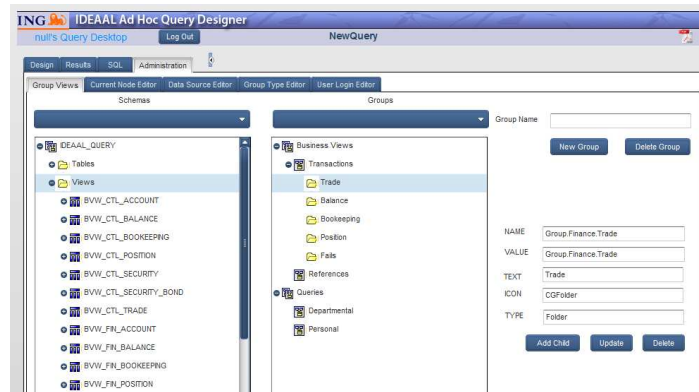 ING IDEAAL Ad Hoc Query Designer
null's Query Desktop Log Out NewQuery
Design Results SQL Administration
Group Views Current Node Editor Data Source Editor Group Type Editor User Login Editor
Schemas Groups
Group Name
New Group Delete Group
IDEAAL_QUERY
Tables
Views
BVW_CTL_ACCOUNT
BVW_CTL_BALANCE
BVW_CTL_BOOKEEPING
BVW_CTL_POSITION
BVW_CTL_SECURITY
BVW_CTL_SECURITY_BOND
BVW_CTL_TRADE
BVW_FIN_ACCOUNT
BVW_FIN_BALANCE
BVW_FIN_BOOKEEPING
BVW_FIN_POSITION
Business Views
Transactions
Trade
Balance
Bookeeping
Position
Fails
References
Queries
Departmental
Personal
NAME Group.Finance.Trade
VALUE Group.Finance.Trade
TEXT Trade
ICON CGFolder
TYPE Folder
Add Child Update Delete